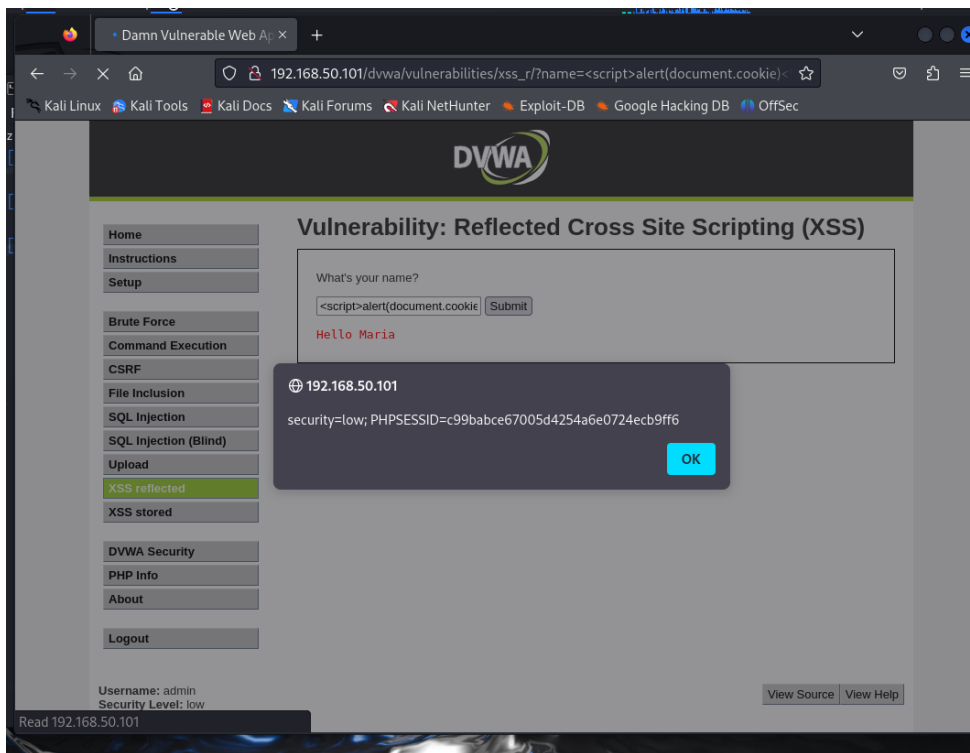 Damn Vulnerable Web Ap
192.168.50.101/dvwa/vulnerabilities/xss_r/?name=<script>alert(document.cookie)<
Kali Linux Kali Tools Kali Docs Kali Forums Kali NetHunter Exploit-DB Google Hacking DB OffSec
DVWA
Vulnerability: Reflected Cross Site Scripting (XSS)
Home
Instructions
Setup
Brute Force
Command Execution
CSRF
File Inclusion
SQL Injection
SQL Injection (Blind)
Upload
XSS reflected
XSS stored
DVWA Security
PHP Info
About
Logout
What's your name?
<script>alert(document.cookie Submit
Hello Maria
192.168.50.101
security=low; PHPSESSID=c99babce67005d4254a6e0724ecb9ff6
OK
Username: admin
Security Level: low
View Source View Help
Read 192.168.50.101